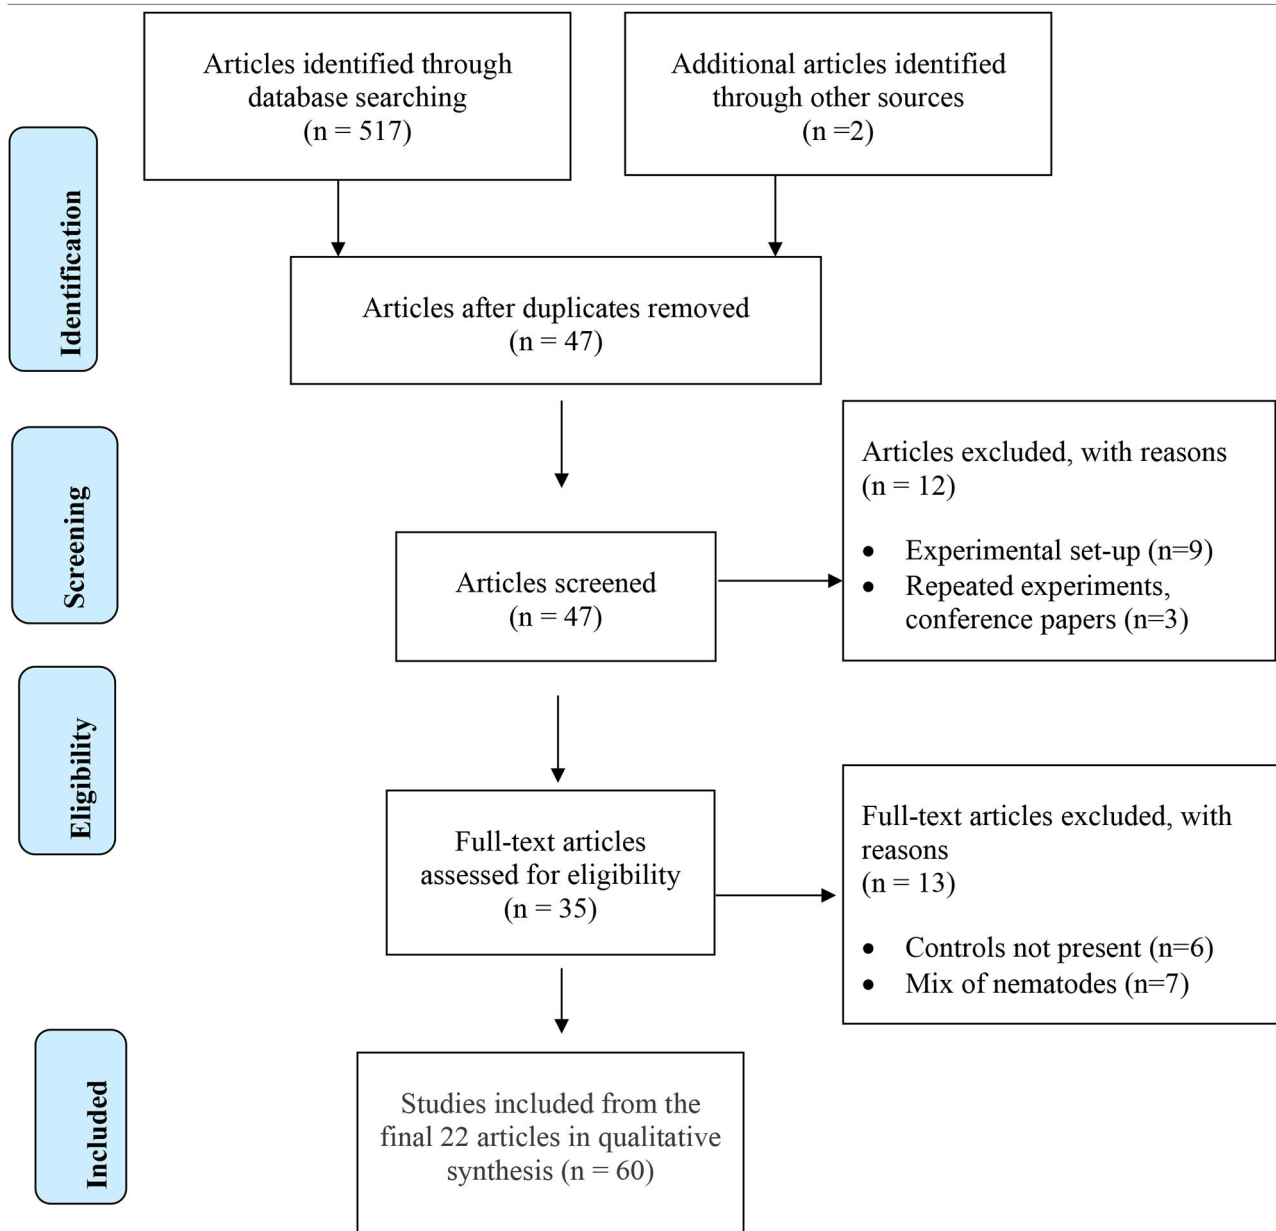 Articles identified through
database searching
(n = 517)
Additional articles identified
through other sources
(n =2)
Identification
Articles after duplicates removed
(n = 47)
Screening
Articles screened
(n = 47)
Articles excluded, with reasons
(n = 12)
• Experimental set-up (n=9)
• Repeated experiments,
conference papers (n=3)
Eligibility
Full-text articles
assessed for eligibility
(n = 35)
Full-text articles excluded, with
reasons
(n = 13)
• Controls not present (n=6)
• Mix of nematodes (n=7)
Included
Studies included from the
final 22 articles in qualitative
synthesis (n = 60)